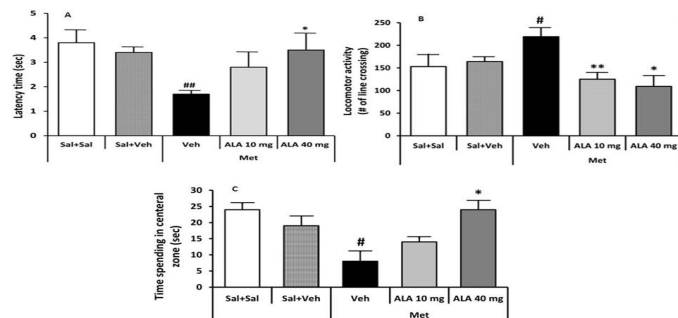 A
Latency time (sec)
5
4
3
2
1
0
##
*
Sal+Sal
Sal+Veh
Veh
ALA 10 mg
ALA 40 mg
Met
B
Locomotor activity
(# of line crossing)
250
200
150
100
50
0
#
**
*
Sal+Sal
Sal+Veh
Veh
ALA 10 mg
ALA 40 mg
Met
C
Time spending in centeral
zone (sec)
30
25
20
15
10
5
0
#
*
Sal+Sal
Sal+Veh
Veh
ALA 10 mg
ALA 40 mg
Met